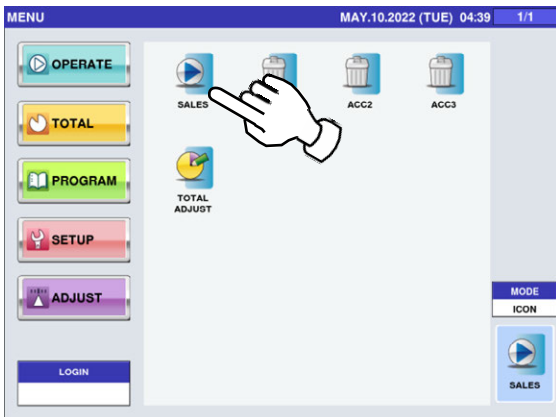 MENU
MAY.10.2022 (TUE) 04:39
1/1
OPERATE
TOTAL
PROGRAM
SETUP
ADJUST
LOGIN
SALES
ACC2
ACC3
TOTAL
ADJUST
MODE
ICON
SALES